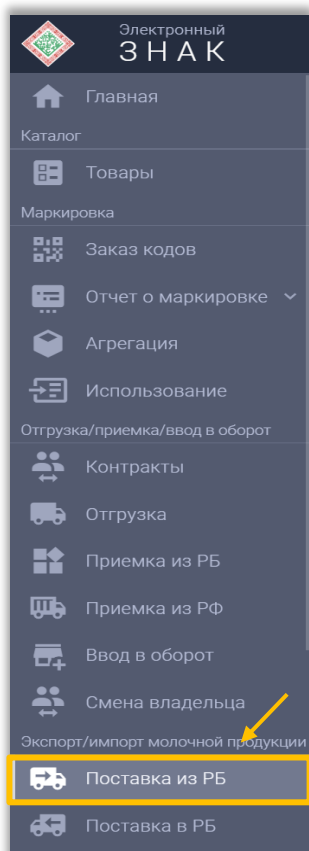 Электронный
ЗНАК
Главная
Каталог
Товары
Маркировка
Заказ кодов
Отчет о маркировке
Агрегация
Использование
Отгрузка/приемка/ввод в оборот
Контракты
Отгрузка
Приемка из РБ
Приемка из РФ
Ввод в оборот
Смена владельца
Экспорт/импорт молочной продукции
Поставка из РБ
Поставка в РБ